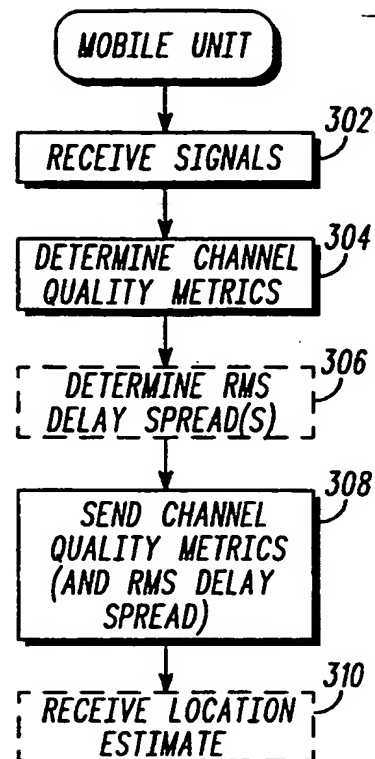 MOBILE UNIT
302
RECEIVE SIGNALS
304
DETERMINE CHANNEL
QUALITY METRICS
306
DETERMINE RMS
DELAY SPREAD(S)
308
SEND CHANNEL
QUALITY METRICS
(AND RMS DELAY
SPREAD)
310
RECEIVE LOCATION
ESTIMATE